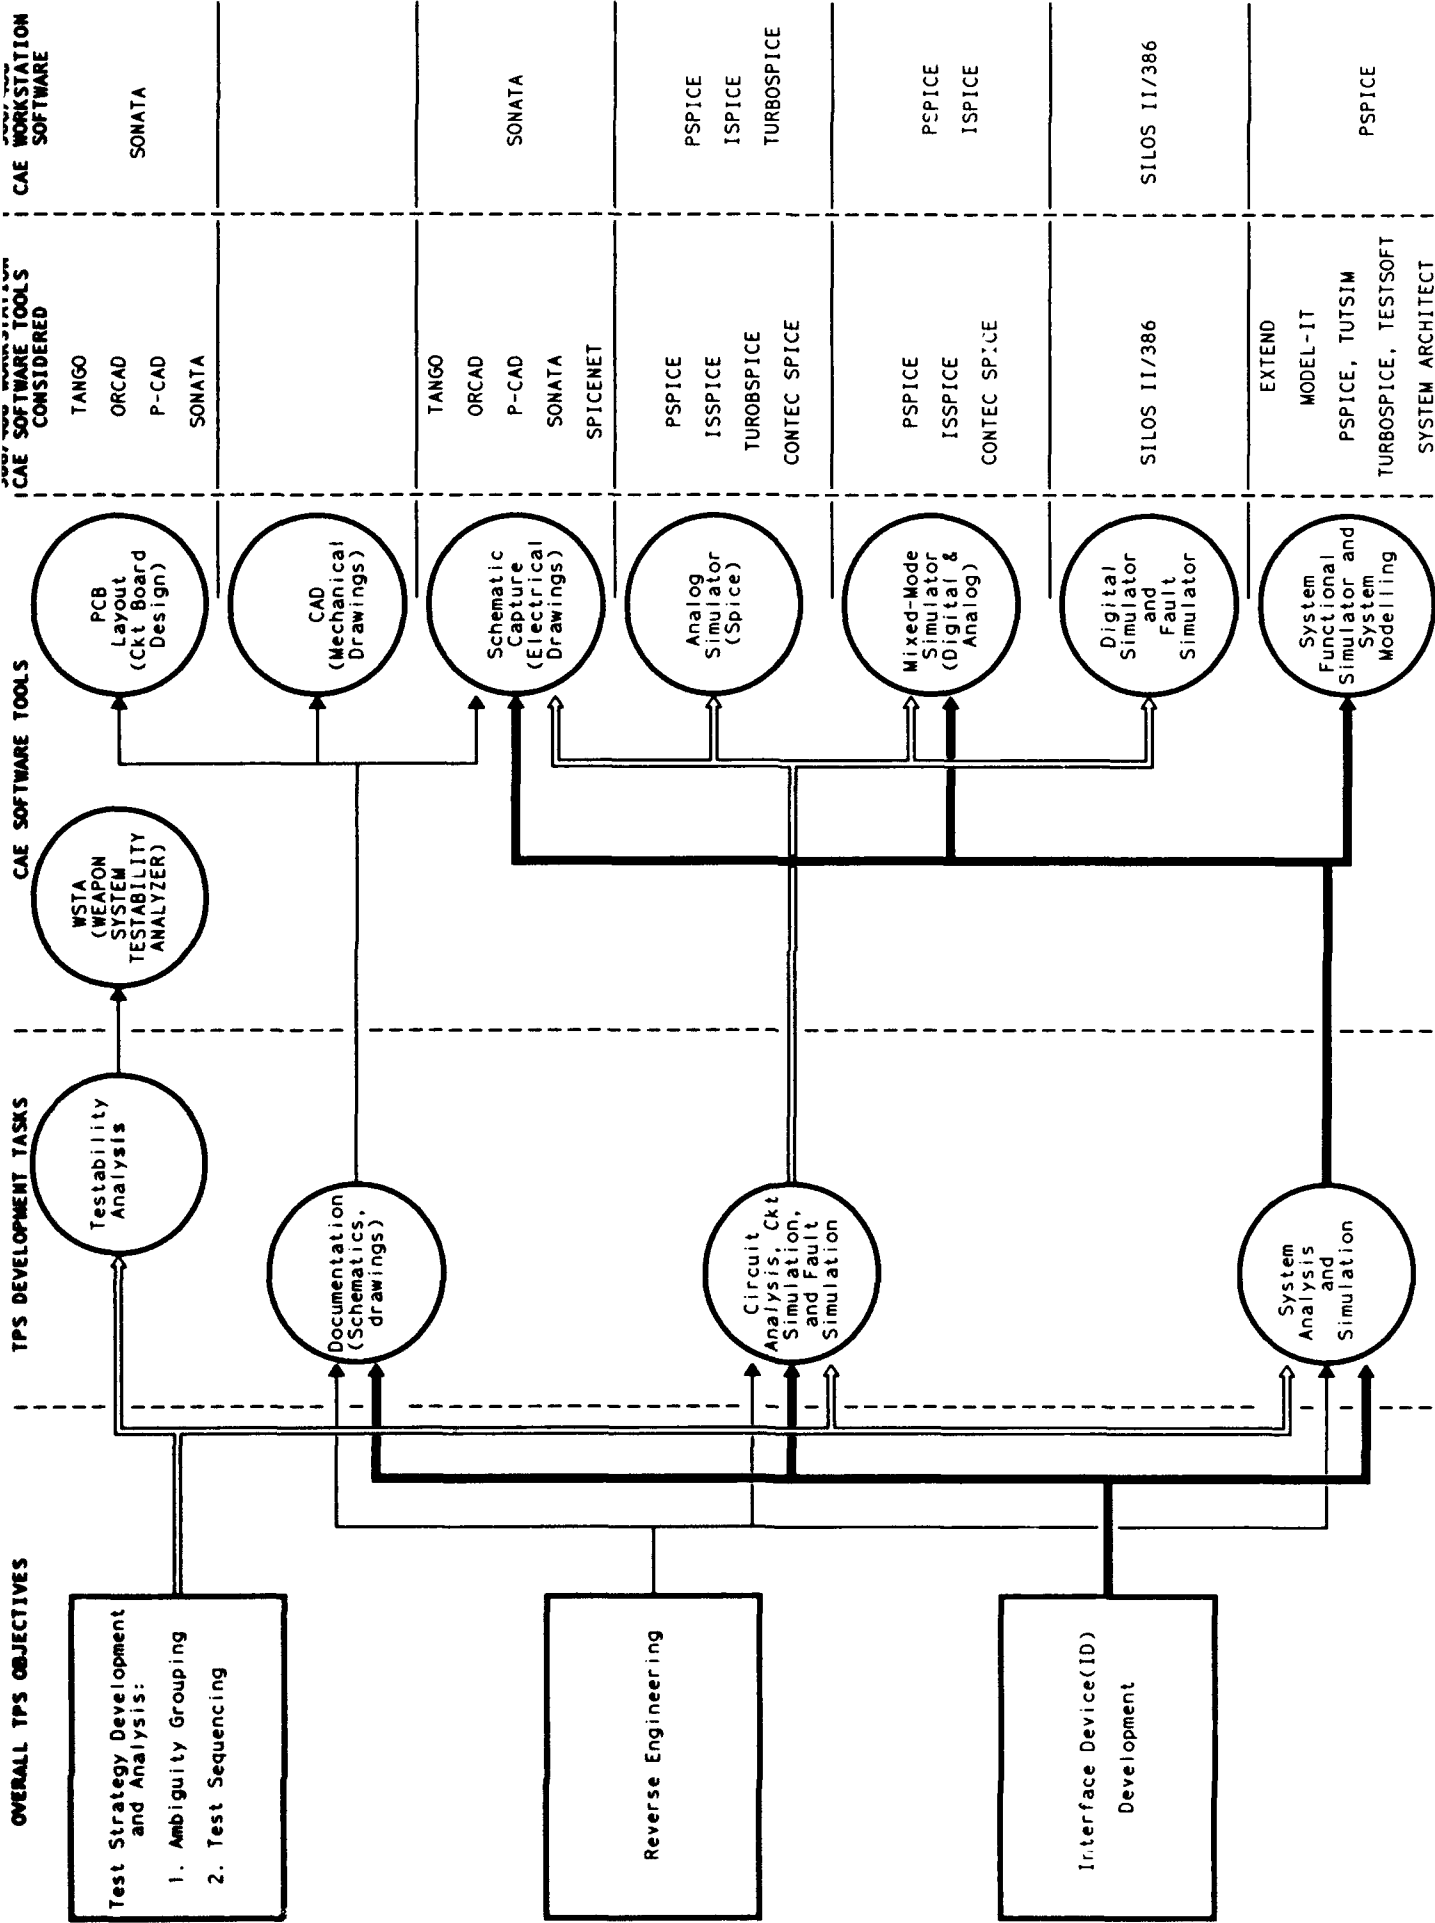 OVERALL TPS OBJECTIVES
Test Strategy Development
and Analysis:
1. Ambiguity Grouping
2. Test Sequencing
Reverse Engineering
Interface Device(ID)
Development
TPS DEVELOPMENT TASKS
Testability
Analysis
Documentation
(Schematics,
drawings)
Circuit
Analysis, Ckt
Simulation,
and Fault
Simulation
System
Analysis
and
Simulation
CAE SOFTWARE TOOLS
WSTA
(WEAPON
SYSTEM
TESTABILITY
ANALYZER)
PCB
Layout
(Ckt Board
Design)
CAD
(Mechanical
Drawings)
Schematic
Capture
(Electrical
Drawings)
Analog
Simulator
(Spice)
Mixed-Mode
Simulator
(Digital &
Analog)
Digital
Simulator
and
Fault
Simulator
System
Functional
Simulator and
System
Modelling
CAE SOFTWARE TOOLS
CONSIDERED
TANGO
ORCAD
P-CAD
SONATA
TANGO
ORCAD
P-CAD
SONATA
SPICENET
PSPICE
ISSPICE
TUROBSPICE
CONTEC SPICE
PSPICE
ISSPICE
CONTEC SPICE
SILOS II/386
EXTEND
MODEL-IT
PSPICE, TUTSIM
TURBOSPICE, TESTSOFT
SYSTEM ARCHITECT
CAE WORKSTATION
SOFTWARE
SONATA
SONATA
PSPICE
ISPICE
TURBOSPICE
PSPICE
ISPICE
SILOS II/386
PSPICE